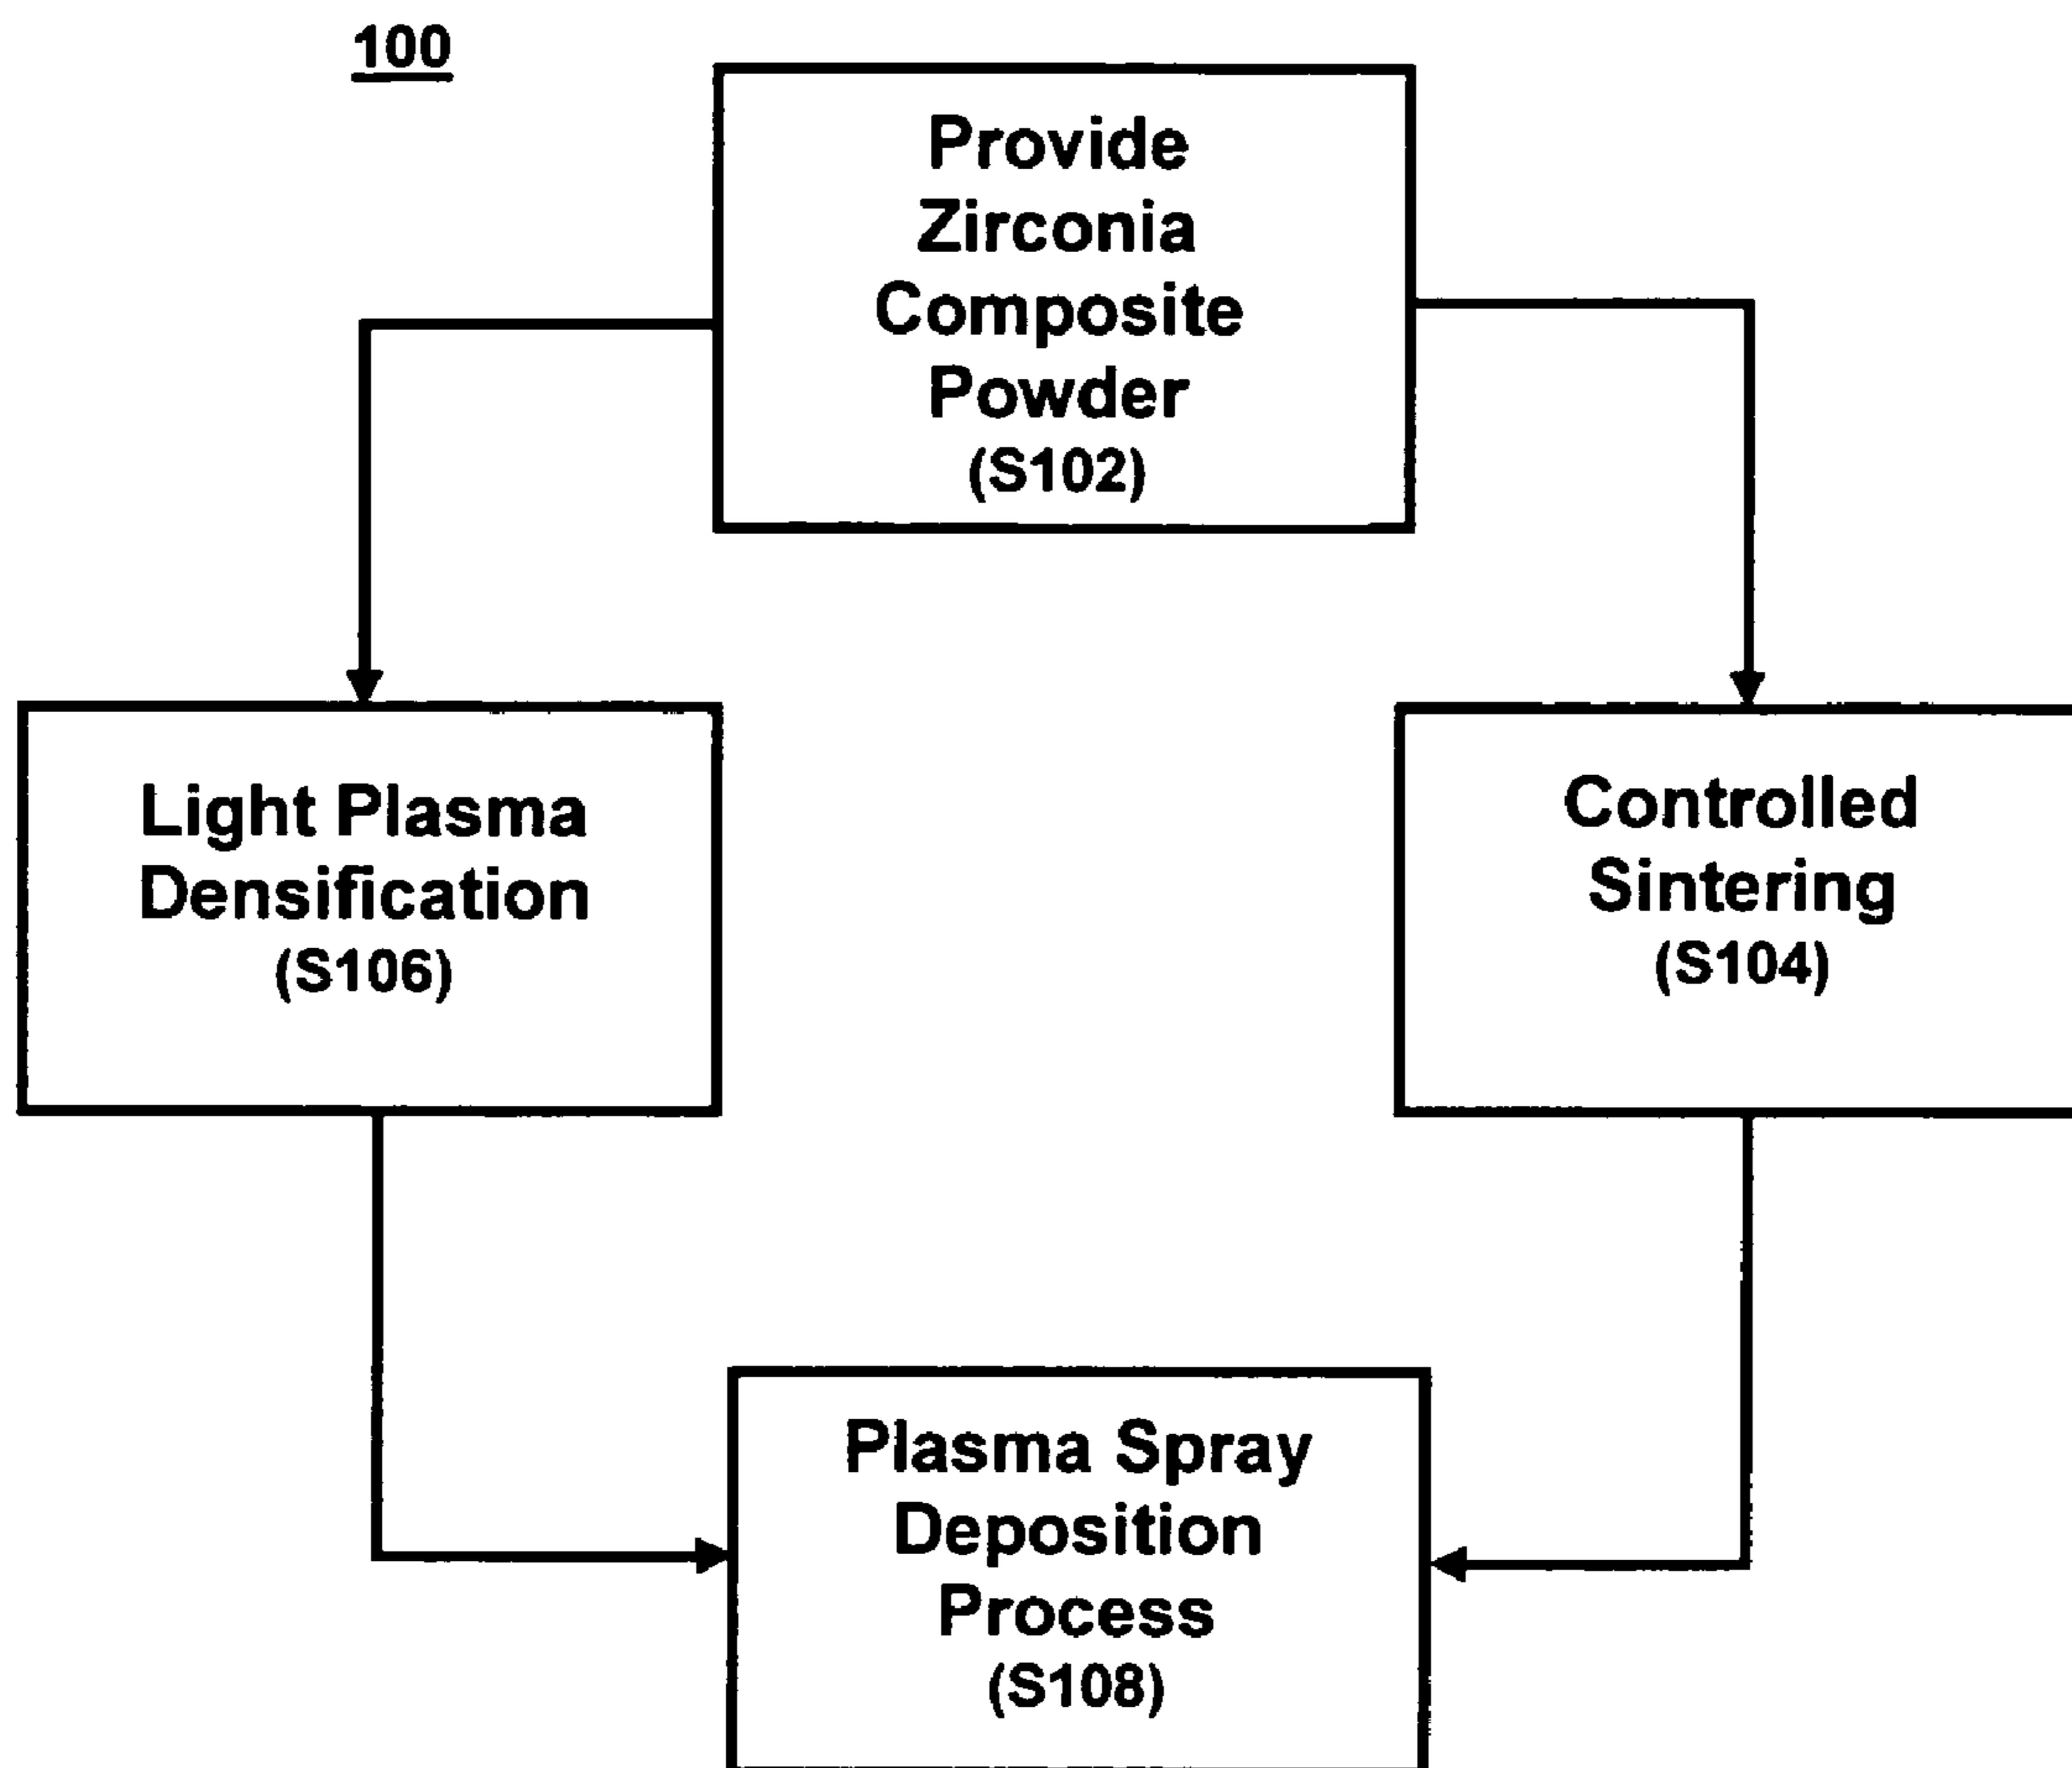 100
Provide
Zirconia
Composite
Powder
(S102)
Light Plasma
Densification
(S106)
Controlled
Sintering
(S104)
Plasma Spray
Deposition
Process
(S108)